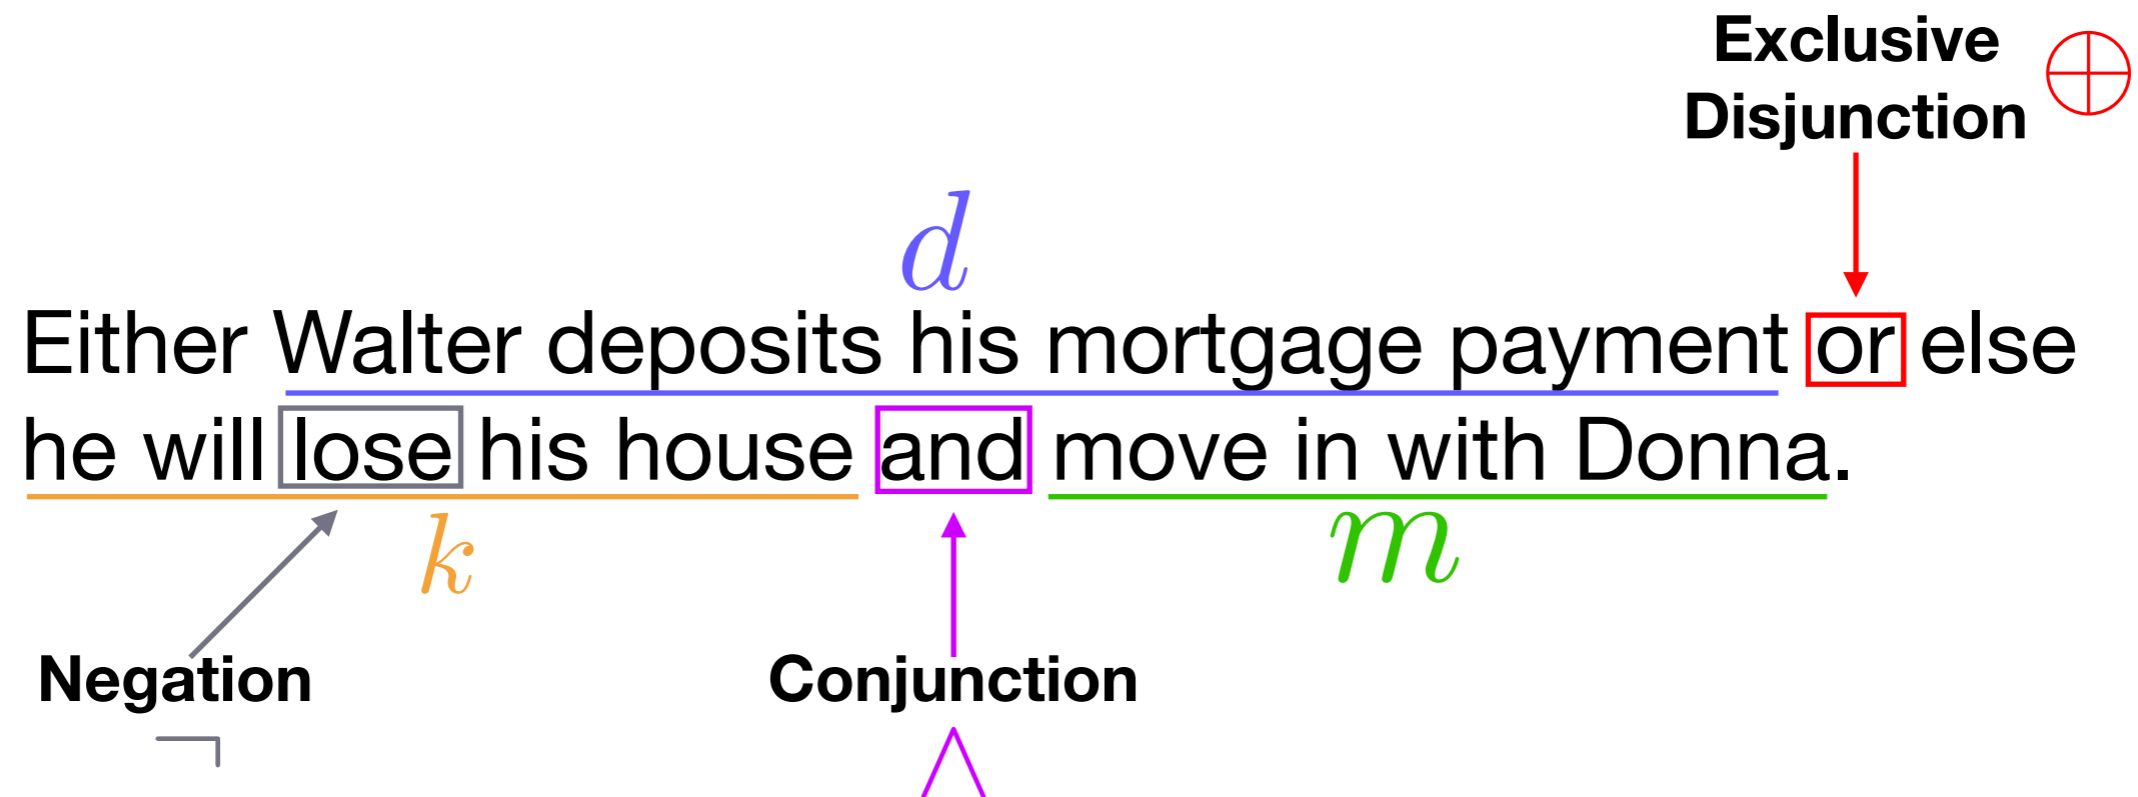 Exclusive
Disjunction ⊕
d
Either Walter deposits his mortgage payment or else
he will lose his house and move in with Donna.
k
m
Negation
Conjunction
¬
∧